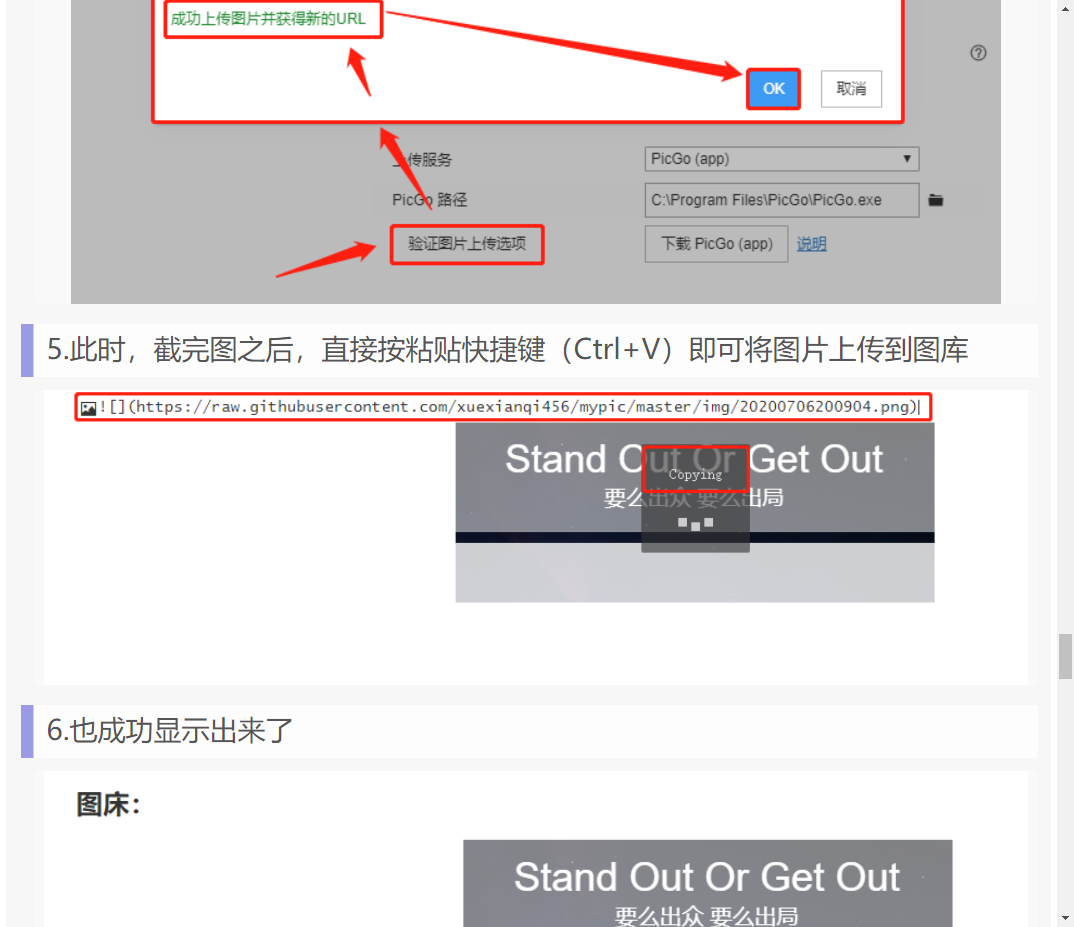 成功上传图片并获得新的URL
OK
取消
上传服务
PicGo (app)
PicGo 路径
C:\Program Files\PicGo\PicGo.exe
验证图片上传选项
下载 PicGo (app)
说明
5.此时，截完图之后，直接按粘贴快捷键（Ctrl+V）即可将图片上传到图库
![](https://raw.githubusercontent.com/xuexianqi456/mypic/master/img/20200706200904.png)
Stand Out Or Get Out
Copying
要么出众 要么出局
6.也成功显示出来了
图床：
Stand Out Or Get Out
要么出众 要么出局